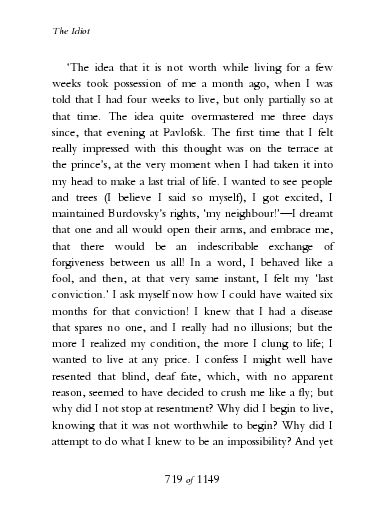 The Idiot
‘The idea that it is not worth while living for a few
weeks took possession of me a month ago, when I was
told that I had four weeks to live, but only partially so at
that time. The idea quite overmastered me three days
since, that evening at Pavlofsk. The first time that I felt
really impressed with this thought was on the terrace at
the prince’s, at the very moment when I had taken it into
my head to make a last trial of life. I wanted to see people
and trees (I believe I said so myself), I got excited, I
maintained Burdovsky’s rights, ‘my neighbour!’—I dreamt
that one and all would open their arms, and embrace me,
that there would be an indescribable exchange of
forgiveness between us all! In a word, I behaved like a
fool, and then, at that very same instant, I felt my ‘last
conviction.’ I ask myself now how I could have waited six
months for that conviction! I knew that I had a disease
that spares no one, and I really had no illusions; but the
more I realized my condition, the more I clung to life; I
wanted to live at any price. I confess I might well have
resented that blind, deaf fate, which, with no apparent
reason, seemed to have decided to crush me like a fly; but
why did I not stop at resentment? Why did I begin to live,
knowing that it was not worthwhile to begin? Why did I
attempt to do what I knew to be an impossibility? And yet
719 of 1149